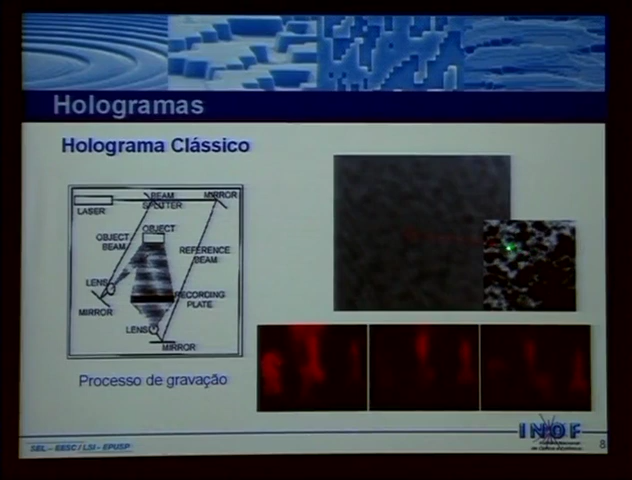 Hologramas
Holograma Clássico
LASER
BEAM
SPLITTER
MIRROR
OBJECT
BEAM
OBJECT
REFERENCE
BEAM
LENS
MIRROR
RECORDING
PLATE
LENS
MIRROR
Processo de gravação
SEL - EESC / LSI - EPUSP
INOF
8